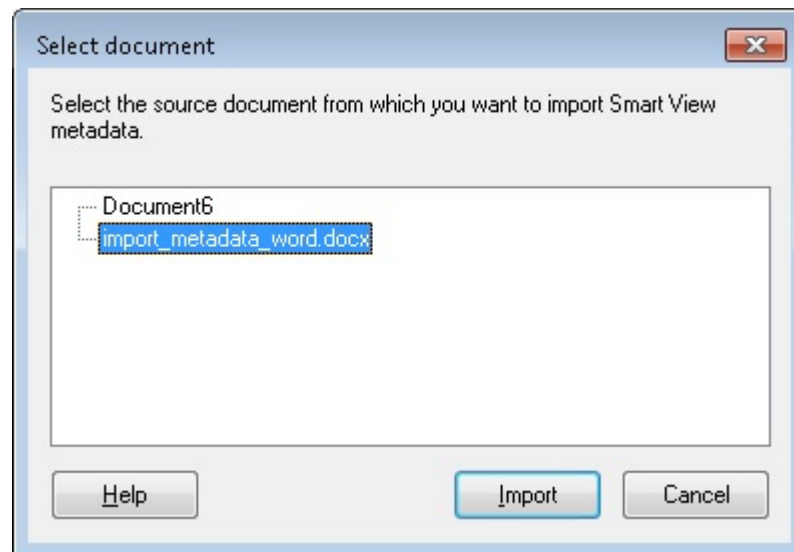 Select document
Select the source document from which you want to import Smart View
metadata.
Document6
import_metadata_word.docx
Help
Import
Cancel